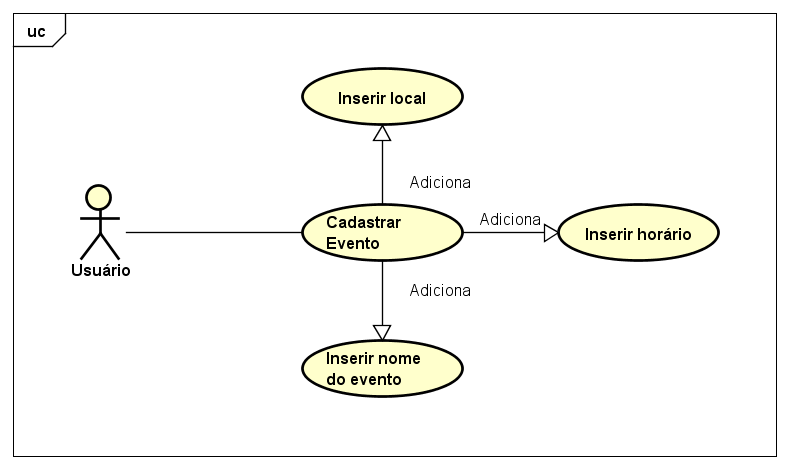 uc
Inserir local
Adiciona
Cadastrar
Evento
Adiciona
Inserir horário
Usuário
Adiciona
Inserir nome
do evento